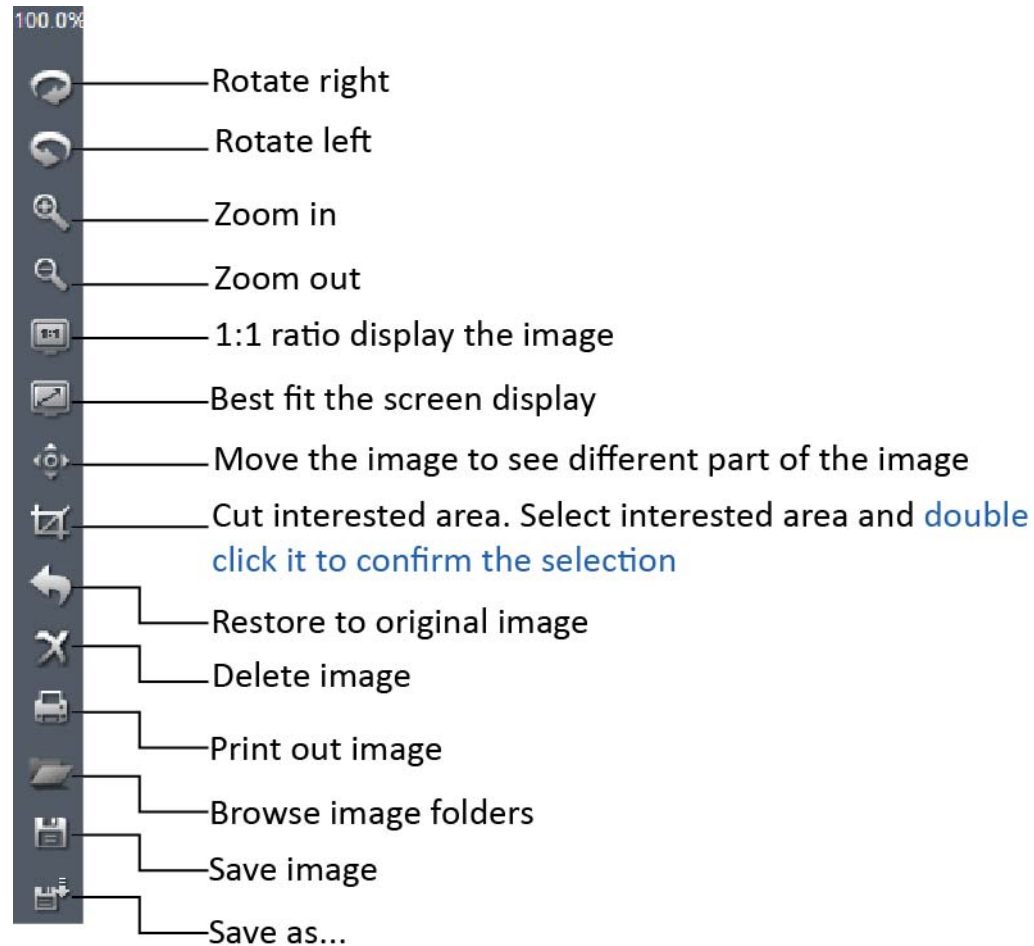 100.0%
Rotate right
Rotate left
Zoom in
Zoom out
1:1
1:1 ratio display the image
Best fit the screen display
Move the image to see different part of the image
Cut interested area. Select interested area and double
click it to confirm the selection
Restore to original image
Delete image
Print out image
Browse image folders
Save image
Save as...